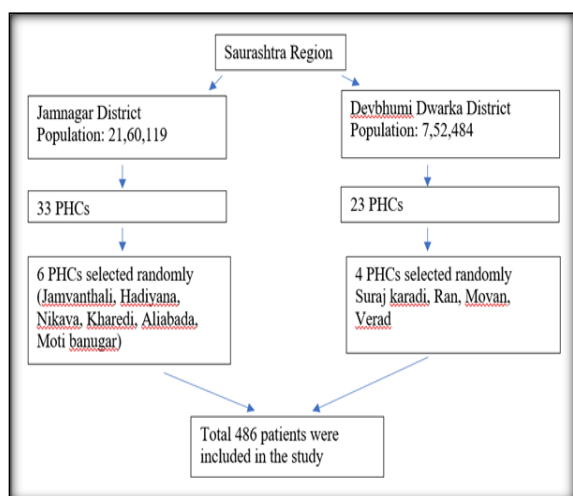 Saurashtra Region
Jamnagar District
Population: 21,60,119
Devbhumi Dwarka District
Population: 7,52,484
33 PHCs
23 PHCs
6 PHCs selected randomly
(Jamvanthali, Hadiyana,
Nikava, Kharedi, Aliabada,
Moti banugar)
4 PHCs selected randomly
Suraj karadi, Ran, Movan,
Verad
Total 486 patients were
included in the study